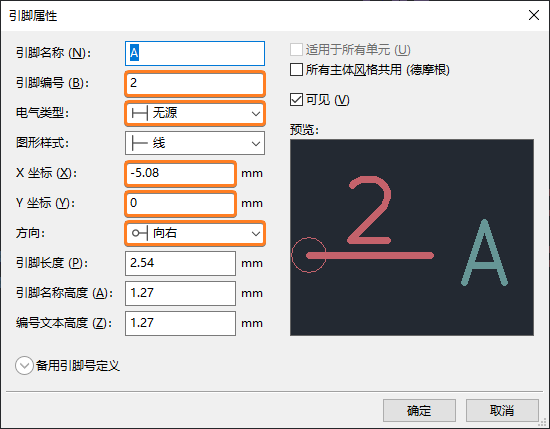 引脚属性
引脚名称 (N): A
引脚编号 (B): 2
电气类型: 无源
图形样式: 线
X 坐标 (X): -5.08 mm
Y 坐标 (Y): 0 mm
方向: 向右
引脚长度 (P): 2.54 mm
引脚名称高度 (A): 1.27 mm
编号文本高度 (Z): 1.27 mm
适用于所有单元 (U)
所有主体风格共用 (德摩根)
可见 (V)
预览:
2
A
备用引脚号定义
确定 取消